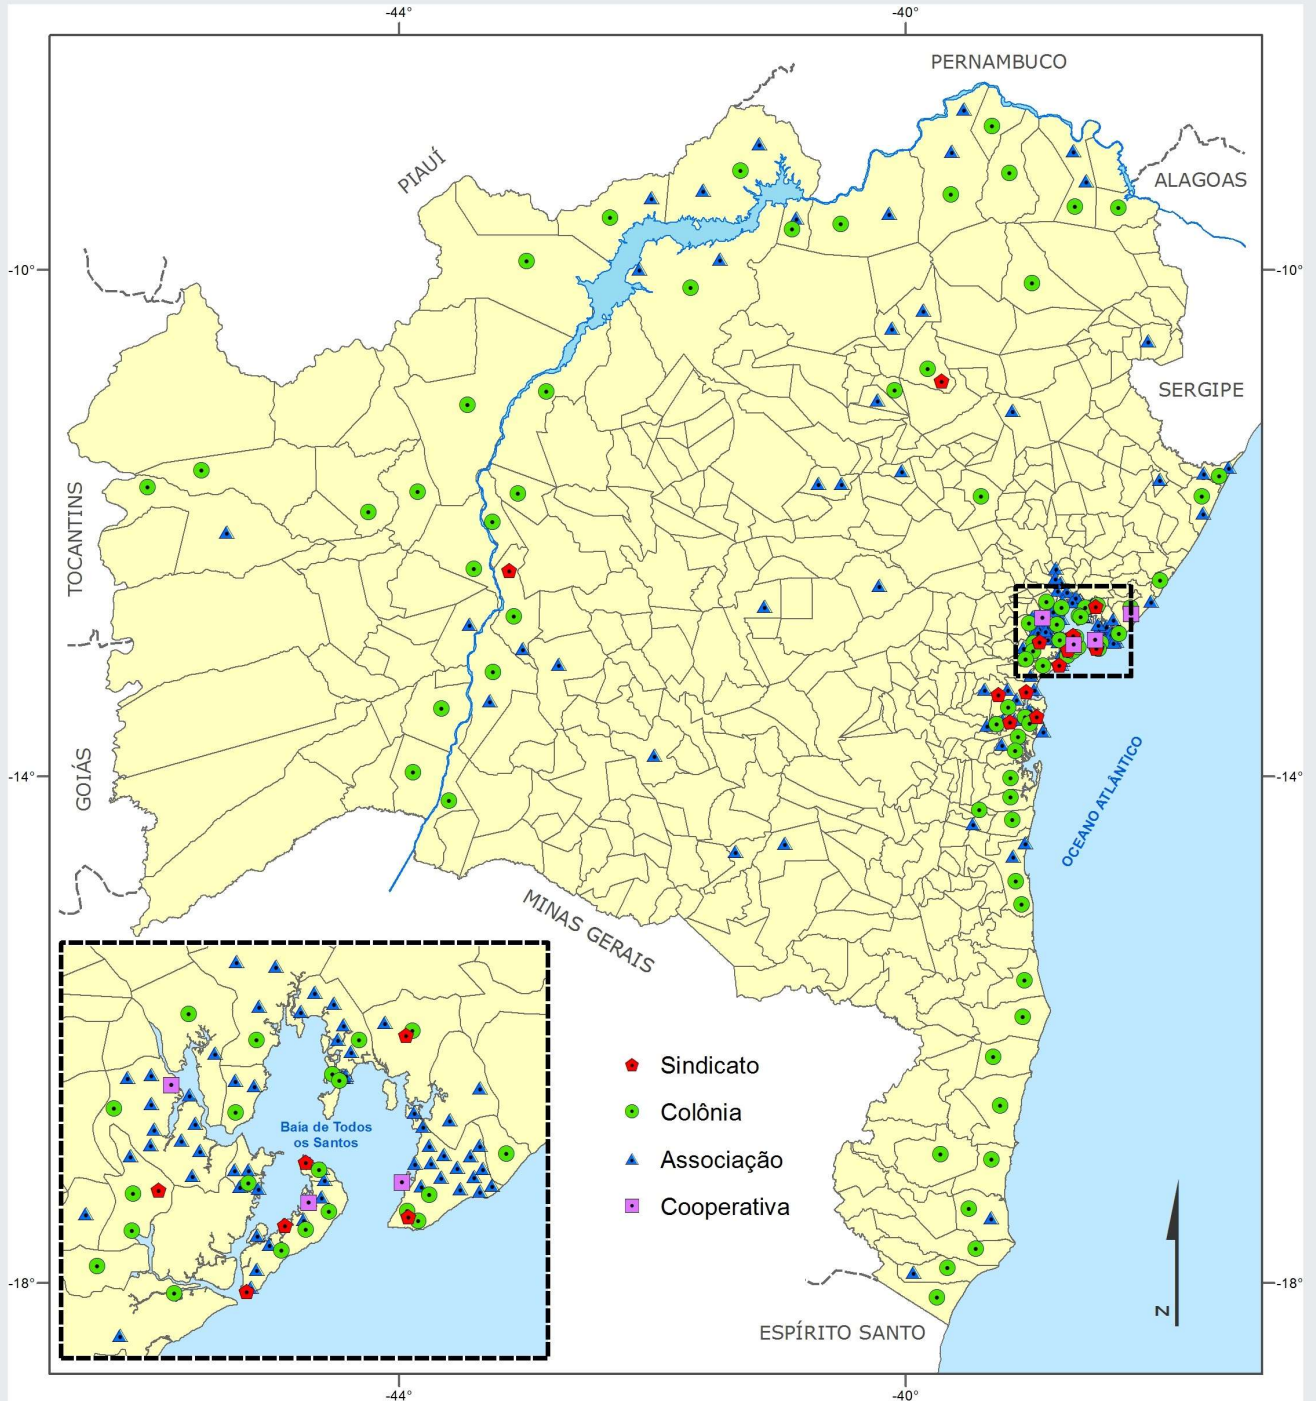 -44°
-40°
PERNAMBUCO
PIAUÍ
ALAGOAS
-10°
-10°
SERGIPE
TOCANTINS
GOIÁS
-14°
-14°
OCEANO ATLÂNTICO
MINAS GERAIS
Baia de Todos
os Santos
Sindicato
Colônia
Associação
Cooperativa
-18°
-18°
N
ESPÍRITO SANTO
-44°
-40°